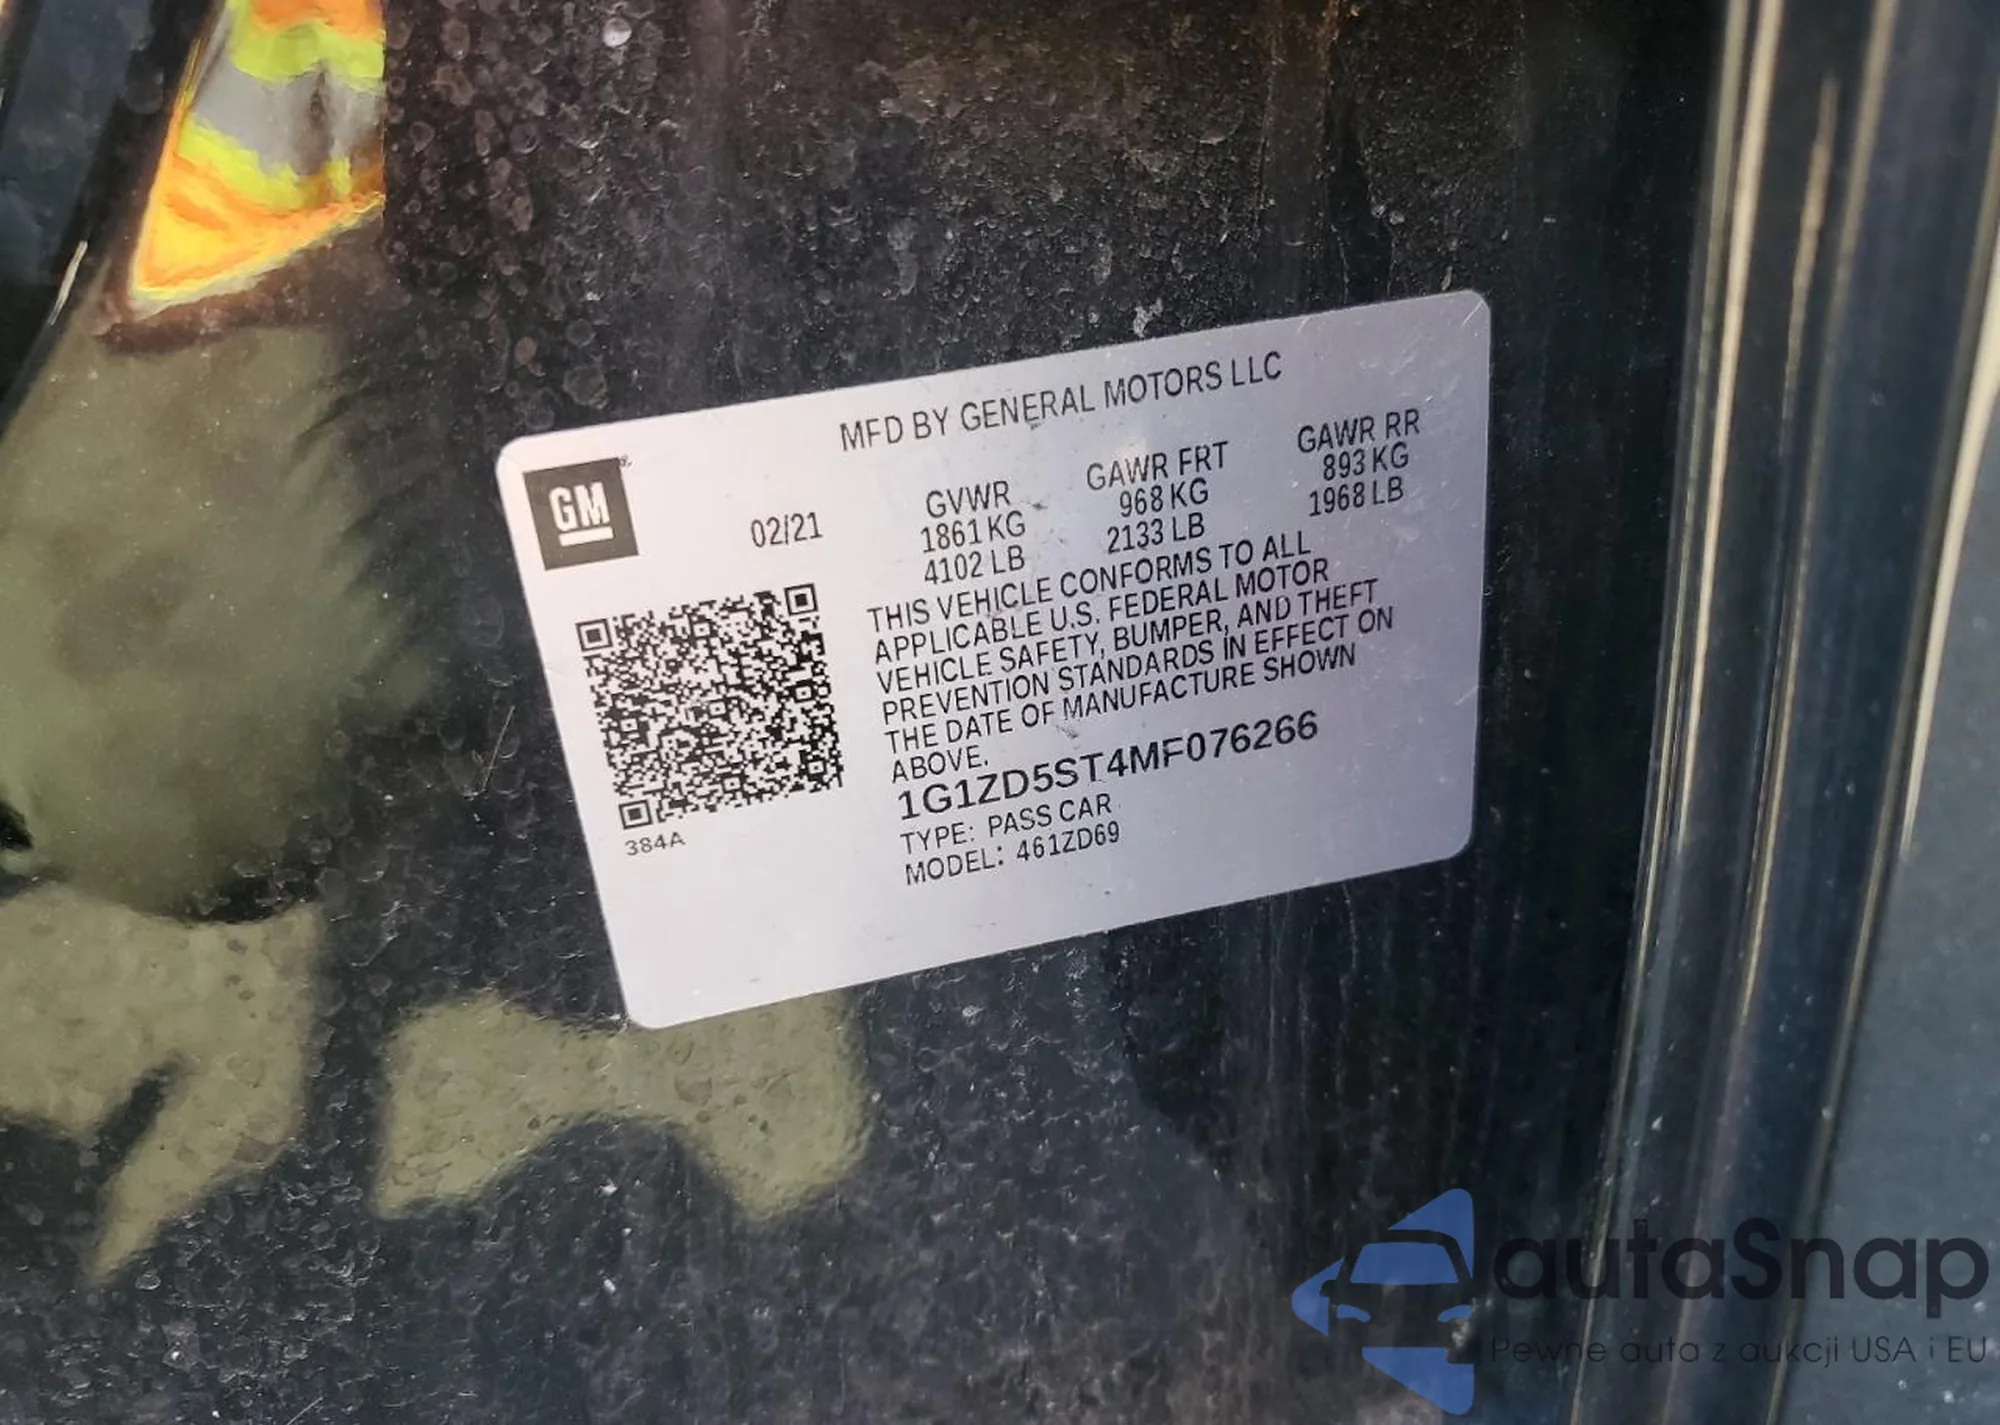 MFD BY GENERAL MOTORS LLC
GM
02/21
GVWR GAWR FRT GAWR RR
1861 KG 968 KG 893 KG
4102 LB 2133 LB 1968 LB
THIS VEHICLE CONFORMS TO ALL
APPLICABLE U.S. FEDERAL MOTOR
VEHICLE SAFETY, BUMPER, AND THEFT
PREVENTION STANDARDS IN EFFECT ON
THE DATE OF MANUFACTURE SHOWN
ABOVE.
1G1ZD5ST4MF076266
TYPE: PASS CAR
MODEL: 461ZD69
384A
autaSnap
Pewne auta z aukcji USA i EU